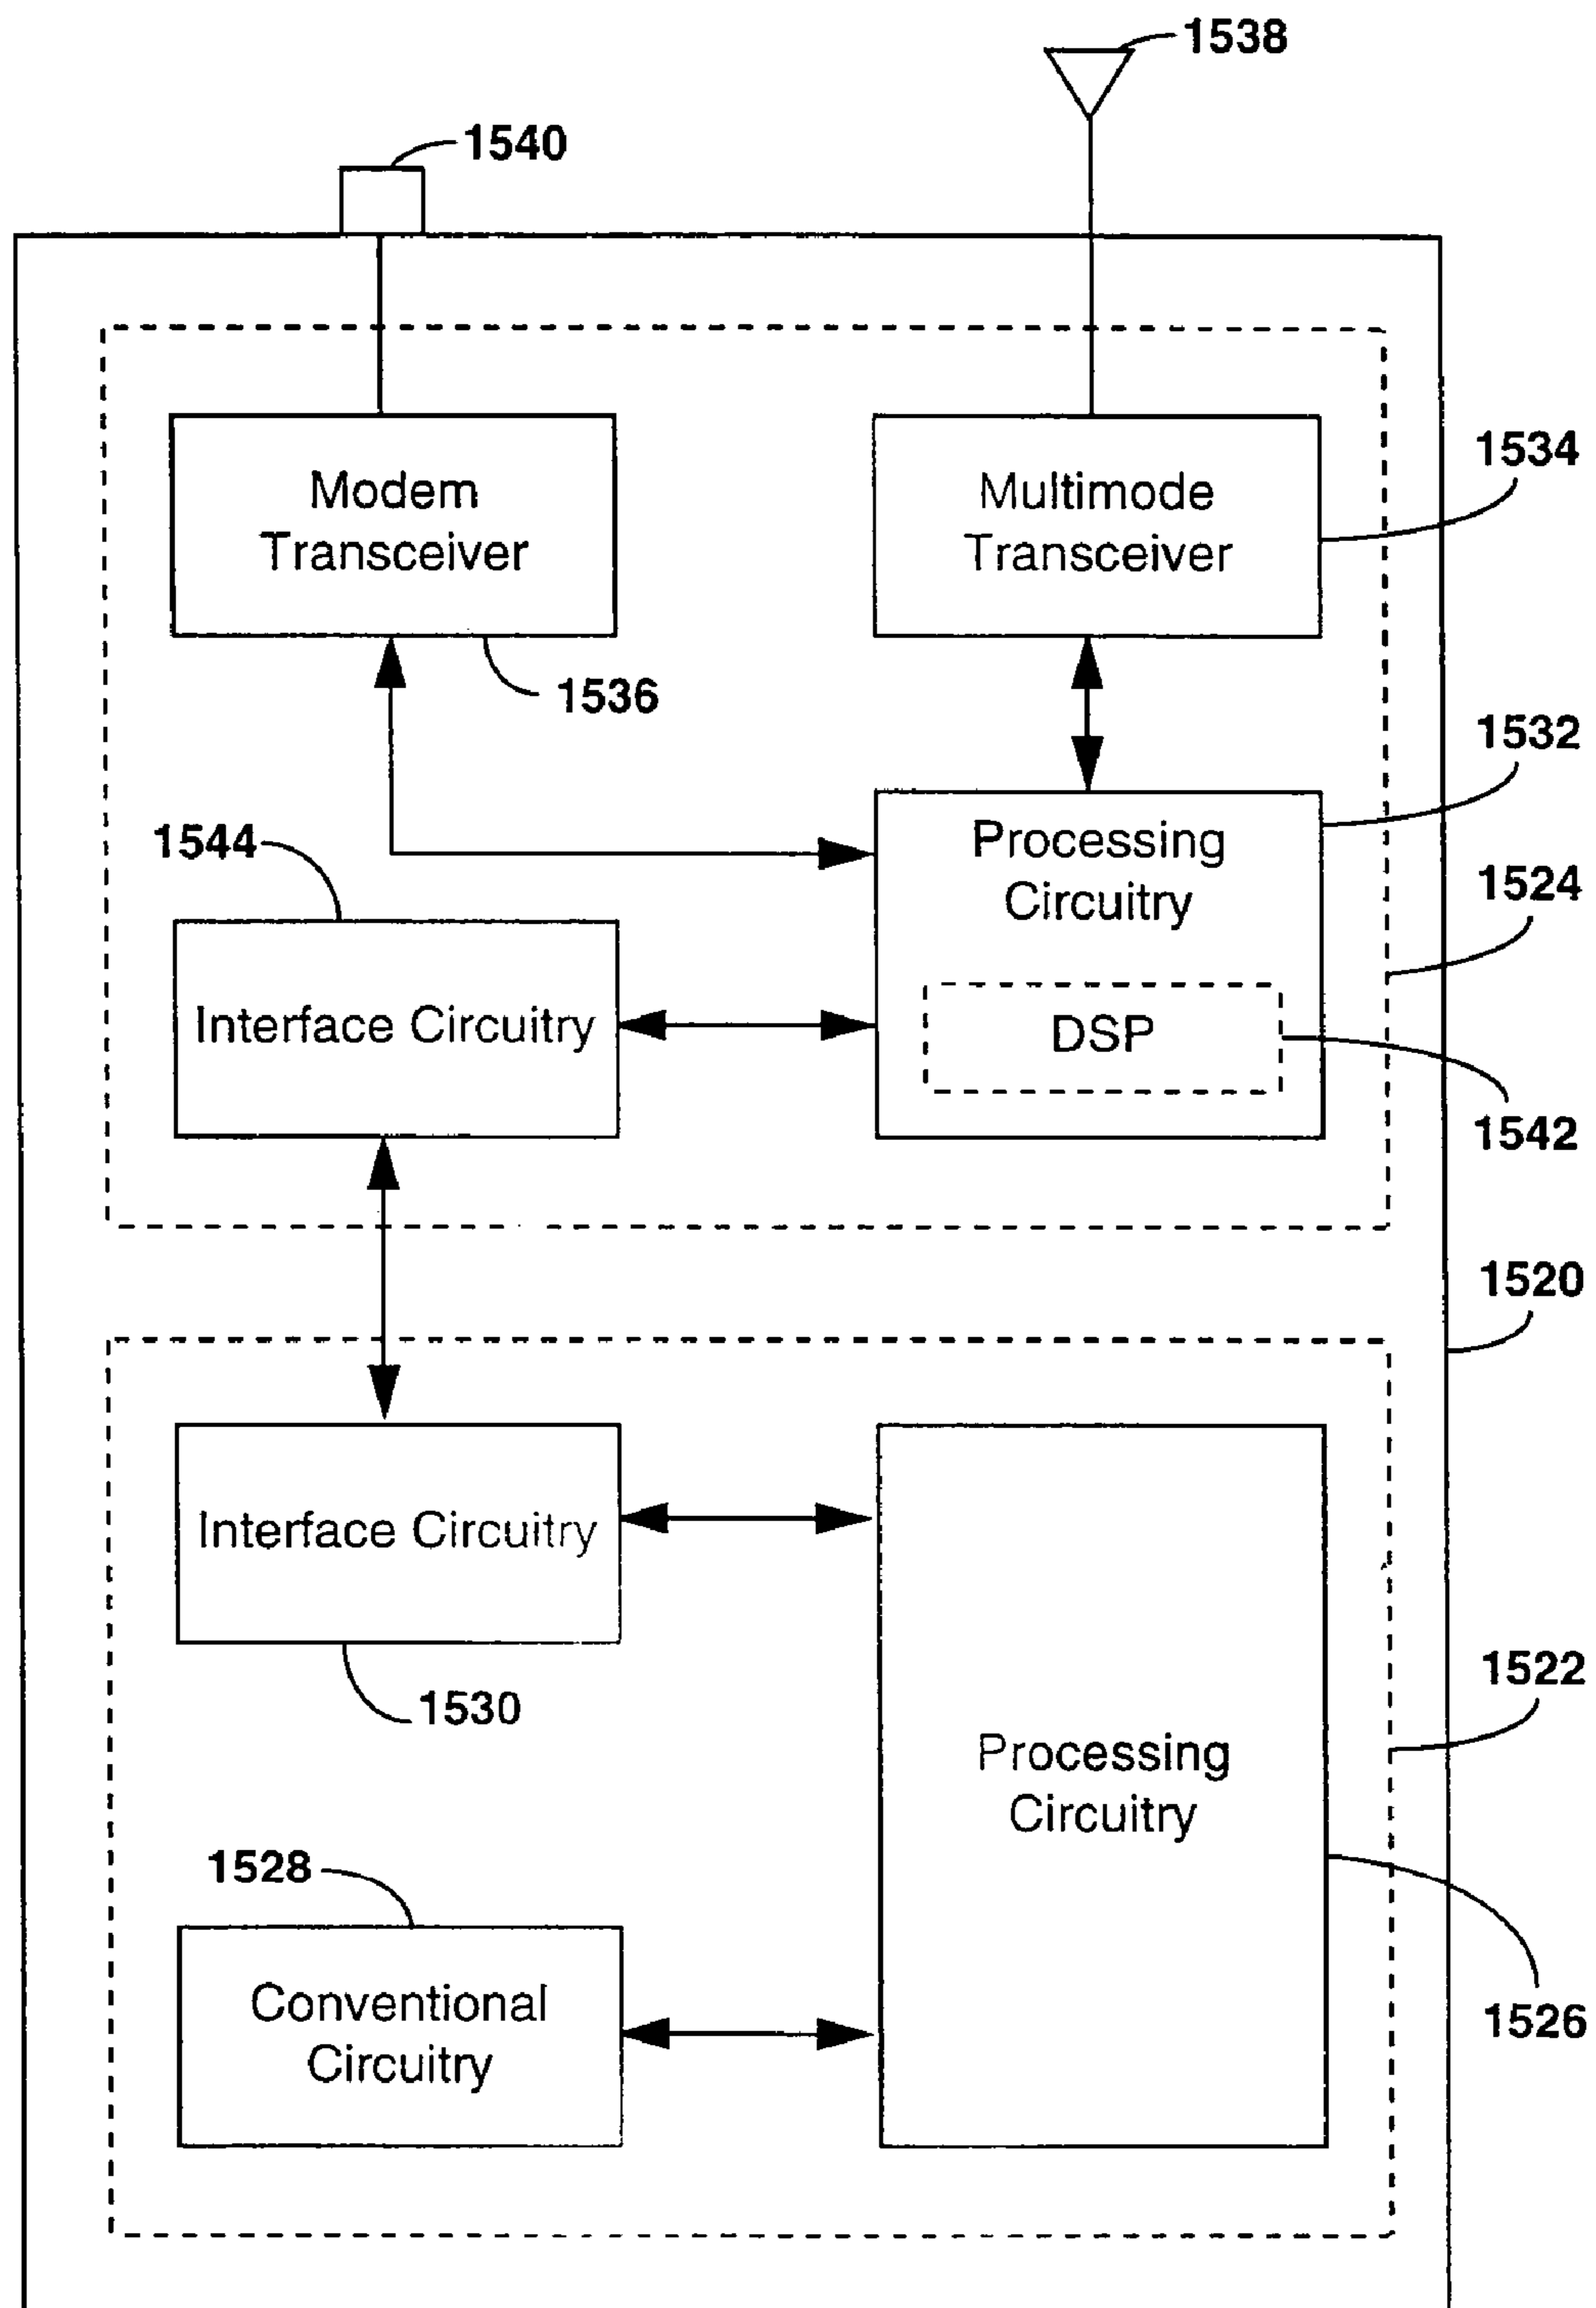 1538
1540
1534
Modem
Transceiver
Multimode
Transceiver
1536
1532
1544
Processing
Circuitry
1524
Interface Circuitry
DSP
1542
1520
Interface Circuitry
1522
1530
Processing
Circuitry
1528
Conventional
Circuitry
1526